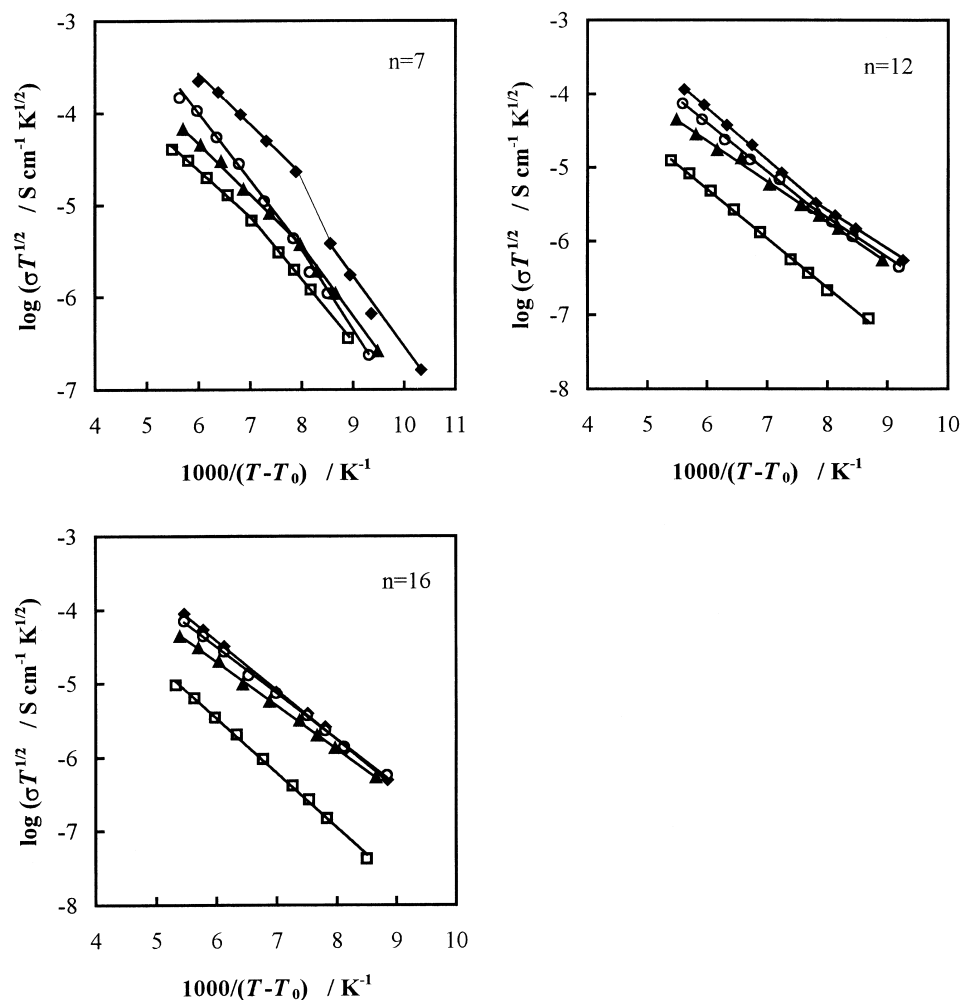 n=7
-3
-4
-5
-6
-7
log (σT^1/2 / S cm^-1 K^1/2)
4 5 6 7 8 9 10 11
1000/(T-T₀) / K^-1
n=12
-3
-4
-5
-6
-7
-8
log (σT^1/2 / S cm^-1 K^1/2)
4 5 6 7 8 9 10
1000/(T-T₀) / K^-1
n=16
-3
-4
-5
-6
-7
-8
log (σT^1/2 / S cm^-1 K^1/2)
4 5 6 7 8 9 10
1000/(T-T₀) / K^-1